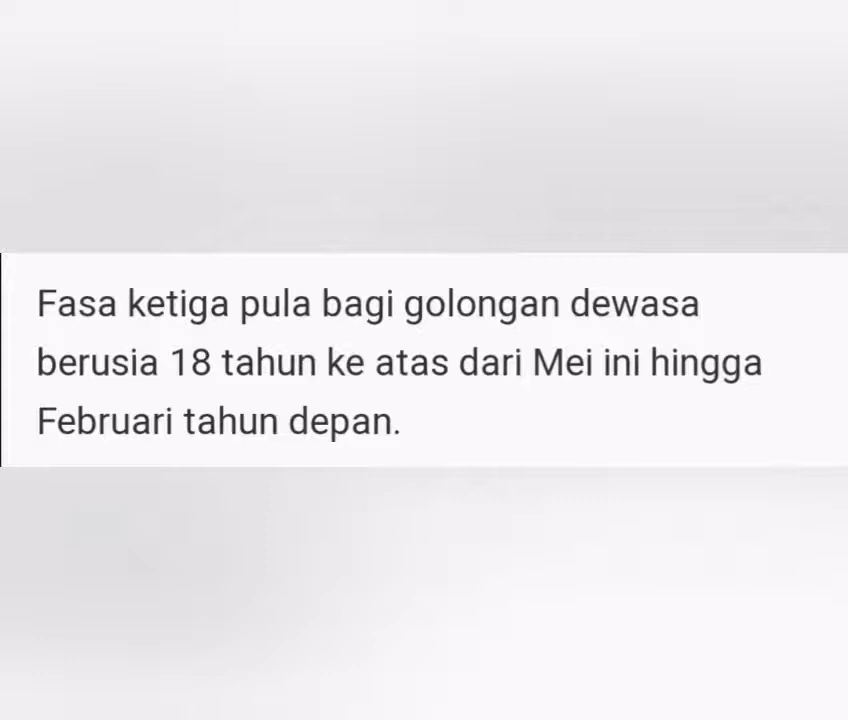 Fasa ketiga pula bagi golongan dewasa
berusia 18 tahun ke atas dari Mei ini hingga
Februari tahun depan.